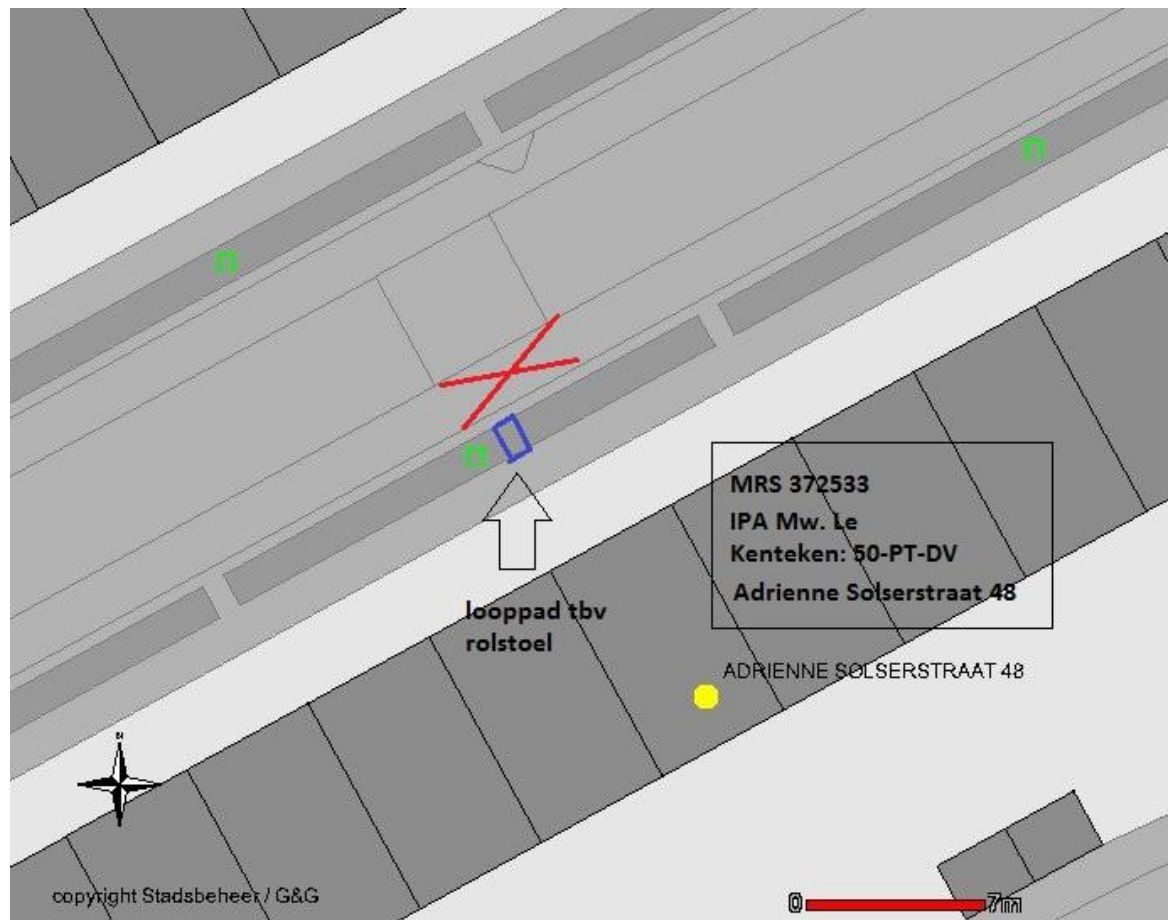 MRS 372533
IPA Mw. Le
Kenteken: 50-PT-DV
Adrienne Solserstraat 48
looppad tbv
rolstoel
ADRIENNE SOLSERSTRAAT 48
N
copyright Stadsbeheer / G&G
0 7m